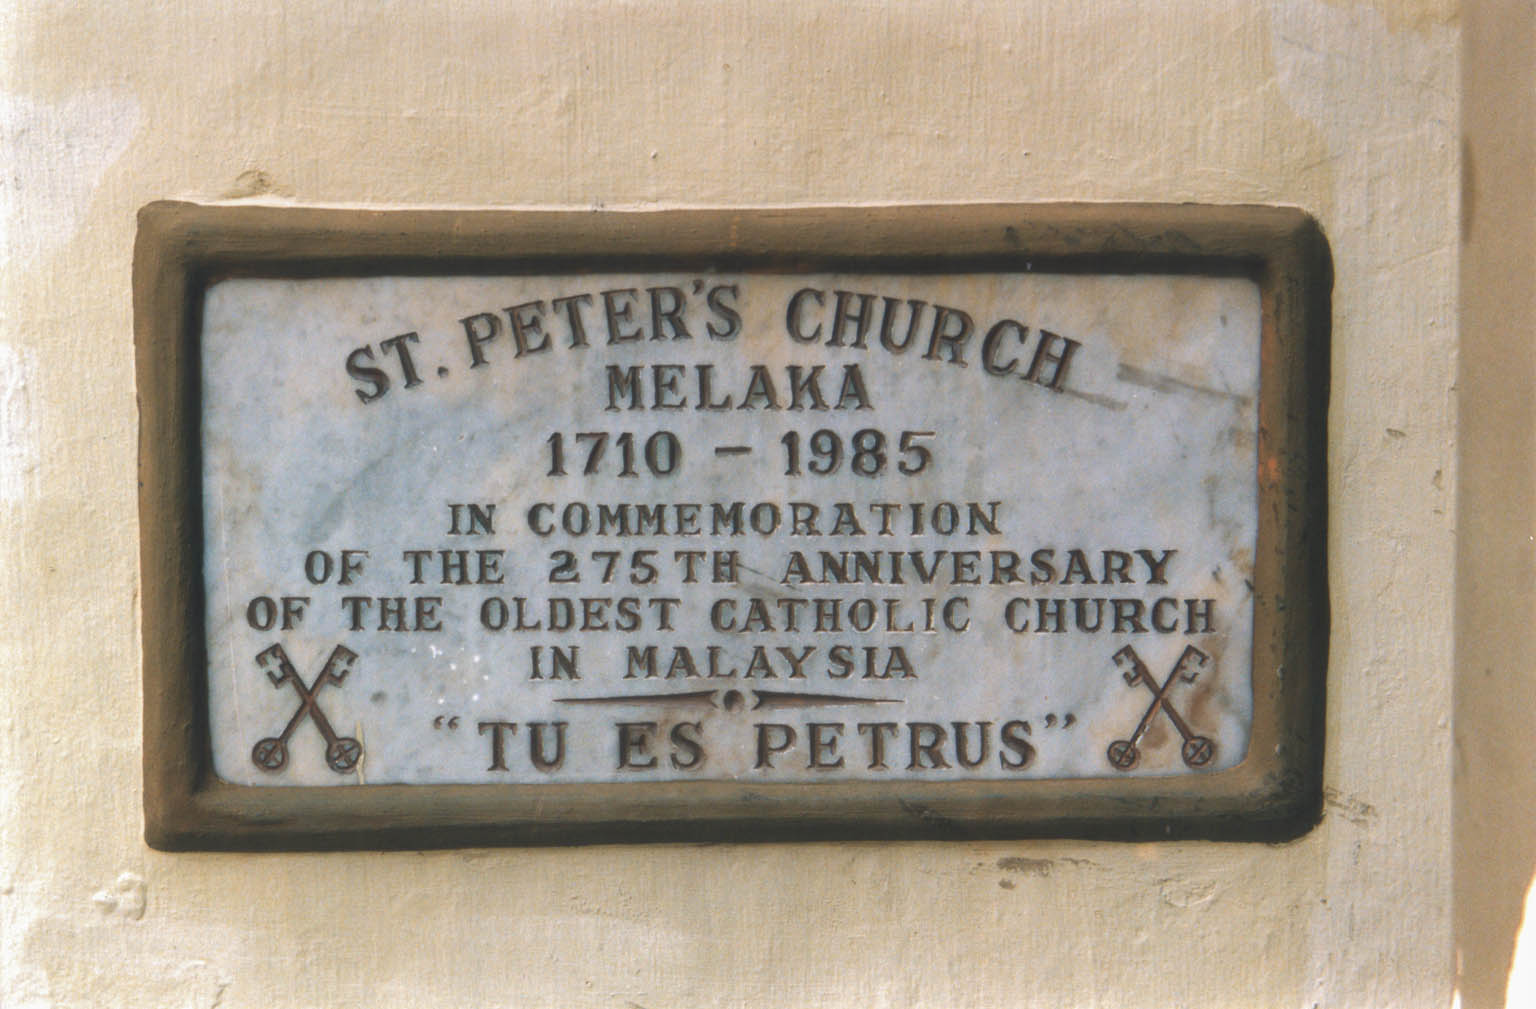 ST. PETER'S CHURCH
MELAKA
1710 - 1985
IN COMMEMORATION
OF THE 275TH ANNIVERSARY
OF THE OLDEST CATHOLIC CHURCH
IN MALAYSIA
“TU ES PETRUS”